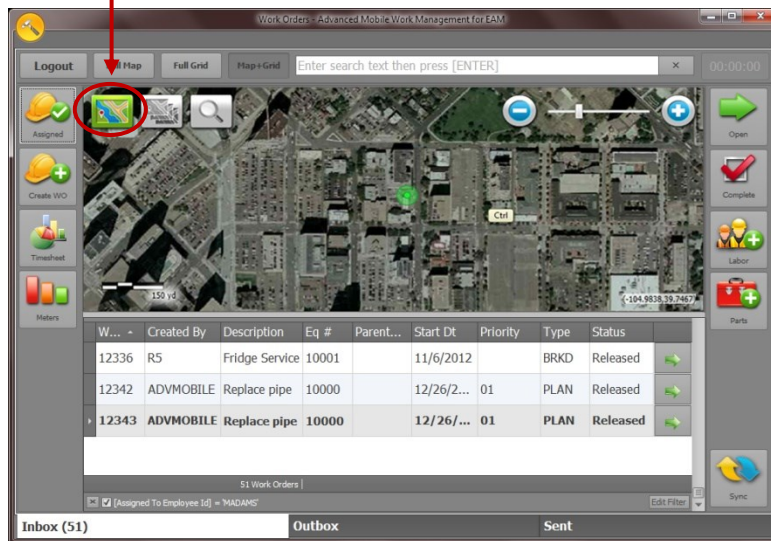 Work Orders - Advanced Mobile Work Management for EAM
Logout
Full Grid
Map+Grid
Enter search text then press [ENTER]
00:00:00
Assigned
Create WO
Timesheet
Meters
Ctrl
150 yd
(-104.9838,39.7467)
Open
Complete
Labor
Parts
Sync
W... Created By Description Eq # Parent... Start Dt Priority Type Status
12336 R5 Fridge Service 10001 11/6/2012 BRKD Released
12342 ADVMOBILE Replace pipe 10000 12/26/2... 01 PLAN Released
12343 ADVMOBILE Replace pipe 10000 12/26/... 01 PLAN Released
51 Work Orders
[Assigned To Employee Id] = 'MADAMS'
Edit Filter
Inbox (51) Outbox Sent